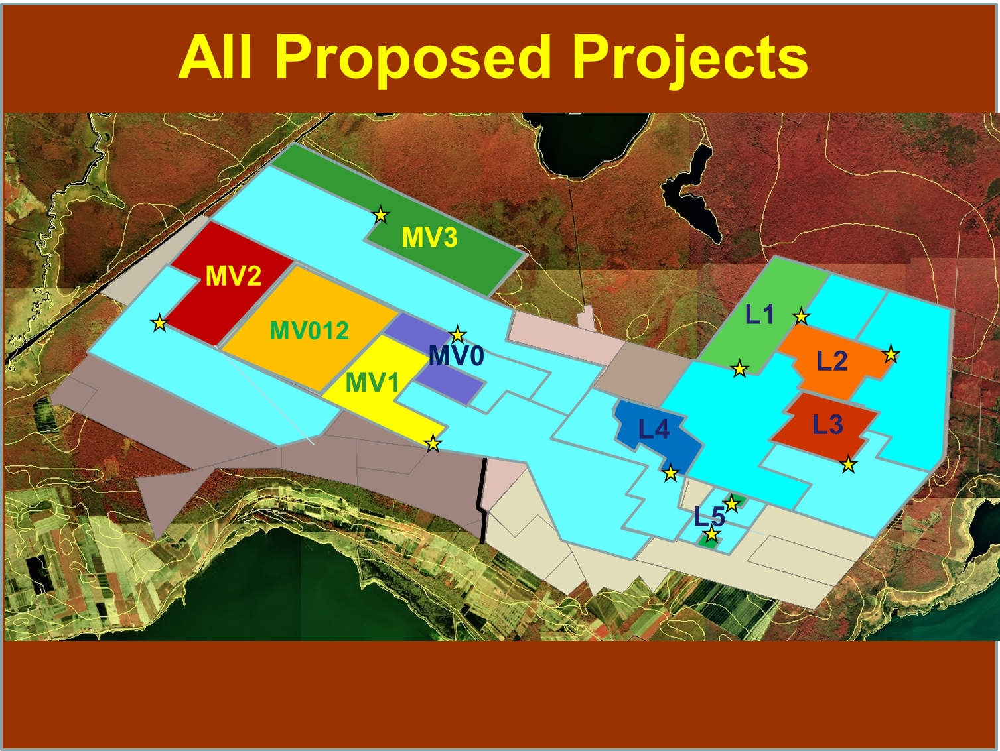 All Proposed Projects
MV3
MV2
MV012
MV0
MV1
L1
L2
L3
L4
L5